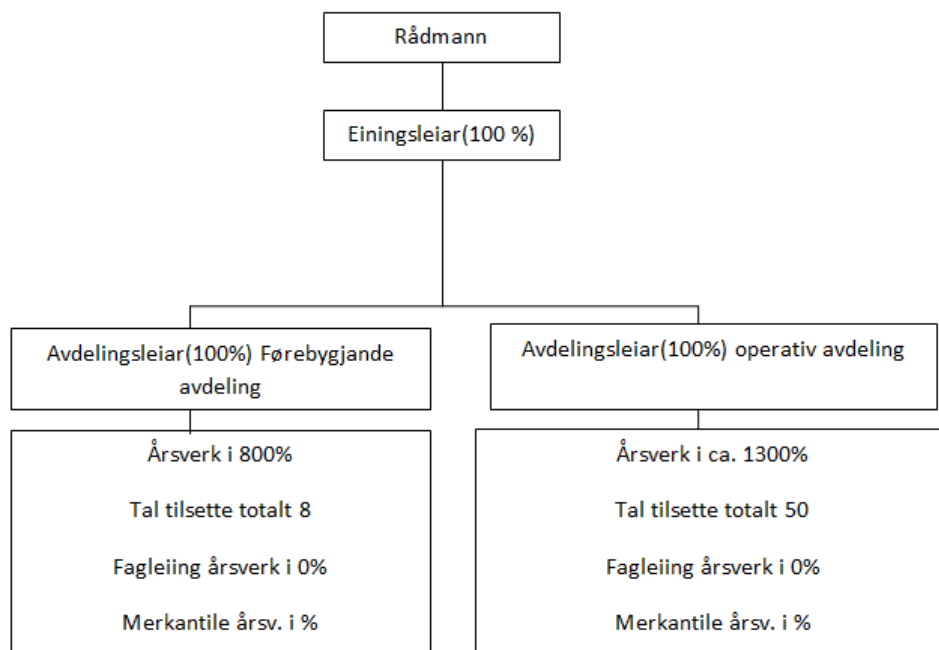 Rådmann
Einingsleiar(100 %)
Avdelingsleiar(100%) Førebygjande
avdeling
Avdelingsleiar(100%) operativ avdeling
Årsverk i 800%
Tal tilsette totalt 8
Fagleiing årsverk i 0%
Merkantile årsv. i %
Årsverk i ca. 1300%
Tal tilsette totalt 50
Fagleiing årsverk i 0%
Merkantile årsv. i %